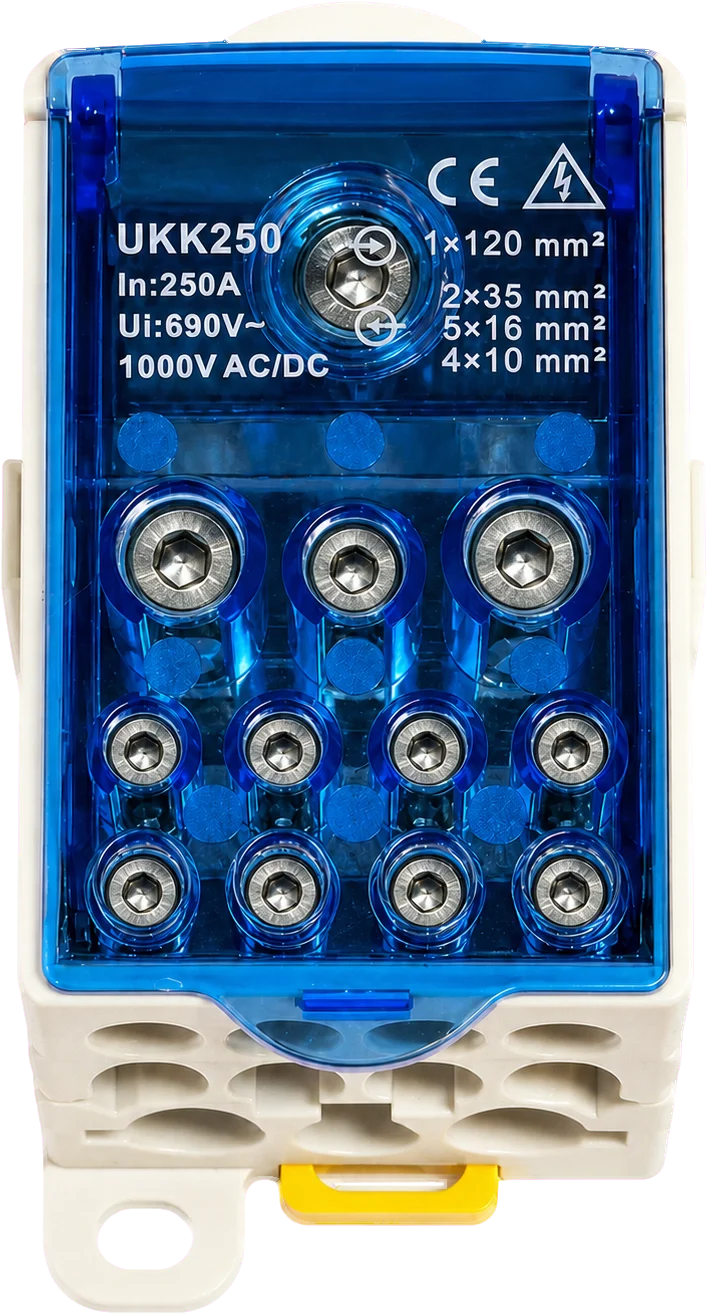 CE
UKK250
1×120 mm²
In:250A
2×35 mm²
Ui:690V~
5×16 mm²
1000V AC/DC
4×10 mm²